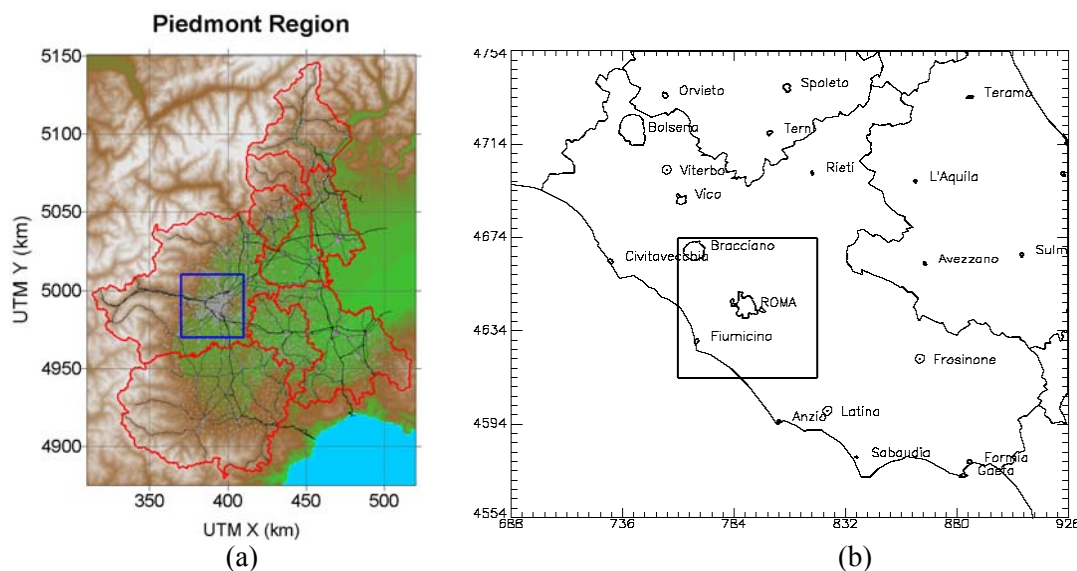 Piedmont Region
5150
5100
5050
5000
4950
4900
UTM Y (km)
350 400 450 500
UTM X (km)
(a)
4754
4714
4674
4634
4594
4554
688 736 784 832 880 928
Orvieto
Spoleto
Teramo
Bolsena
Terni
Viterbo
Rieti
L'Aquila
Vico
Bracciano
Civitavecchia
Avezzano
Sulm
ROMA
Fiumicino
Frosinone
Latina
Anzio
Sabaudia
Formia
Gaeta
(b)